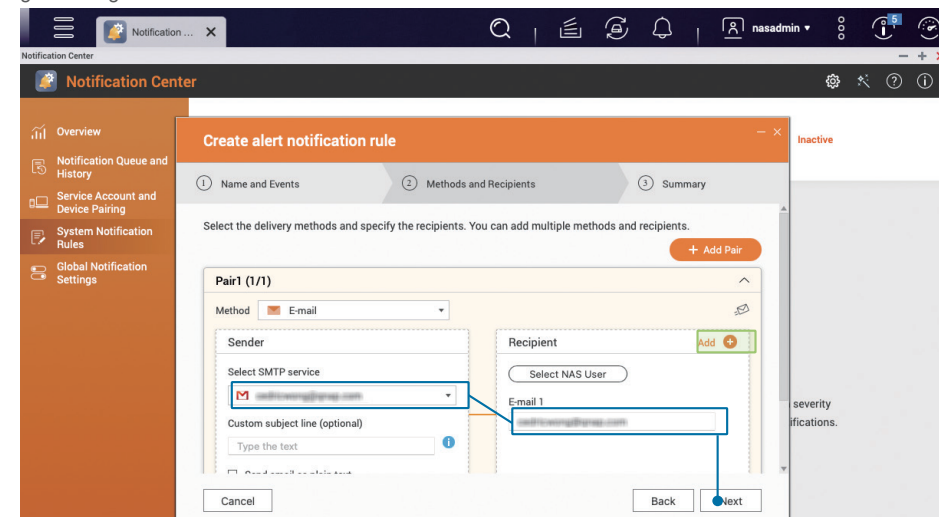 Notification ...
nasadmin
5
Notification Center
Notification Center
Overview
Notification Queue and
History
Service Account and
Device Pairing
System Notification
Rules
Global Notification
Settings
Create alert notification rule
Inactive
1 Name and Events
2 Methods and Recipients
3 Summary
Select the delivery methods and specify the recipients. You can add multiple methods and recipients.
+ Add Pair
Pair1 (1/1)
Method E-mail
Sender
Recipient
Add
Select SMTP service
Select NAS User
E-mail 1
severity
ifications.
Custom subject line (optional)
Type the text
Cancel
Back
Next